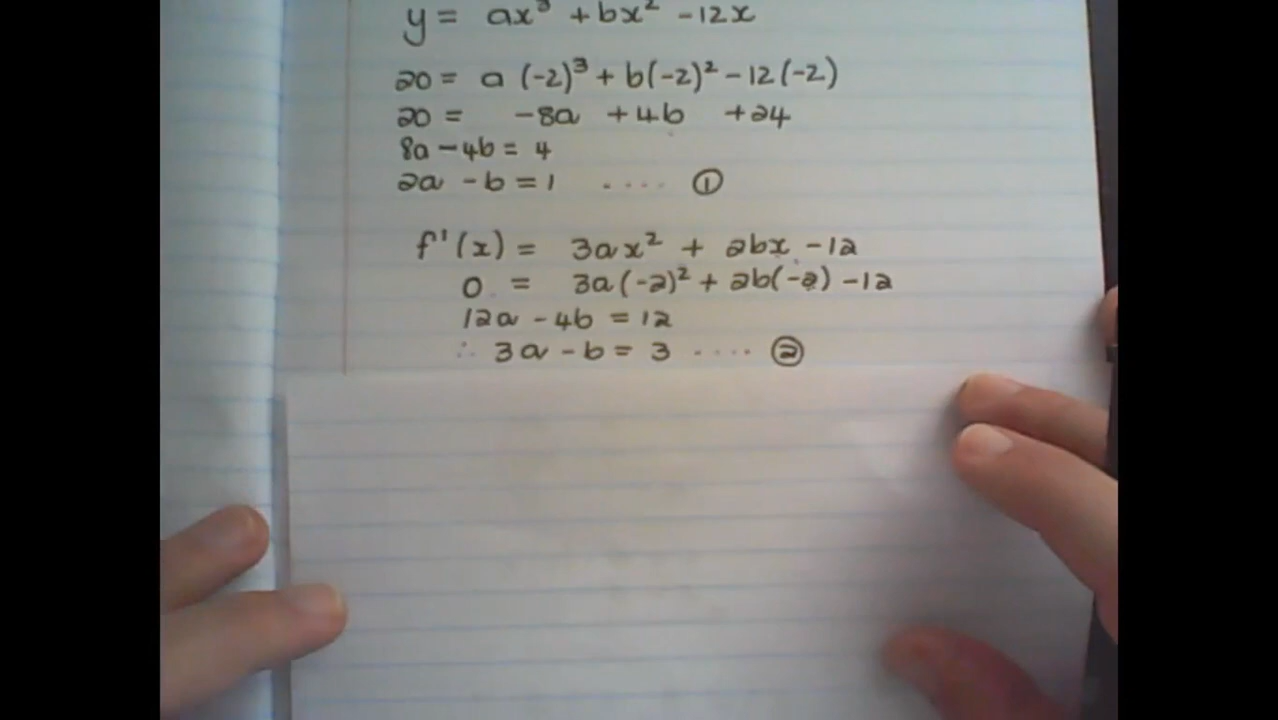 y = ax³ + bx² - 12x
20 = a (-2)³ + b(-2)² - 12(-2)
20 = -8a + 4b + 24
8a - 4b = 4
2a - b = 1 .... ①
f'(x) = 3ax² + 2bx - 12
0 = 3a(-2)² + 2b(-2) - 12
12a - 4b = 12
∴ 3a - b = 3 .... ②